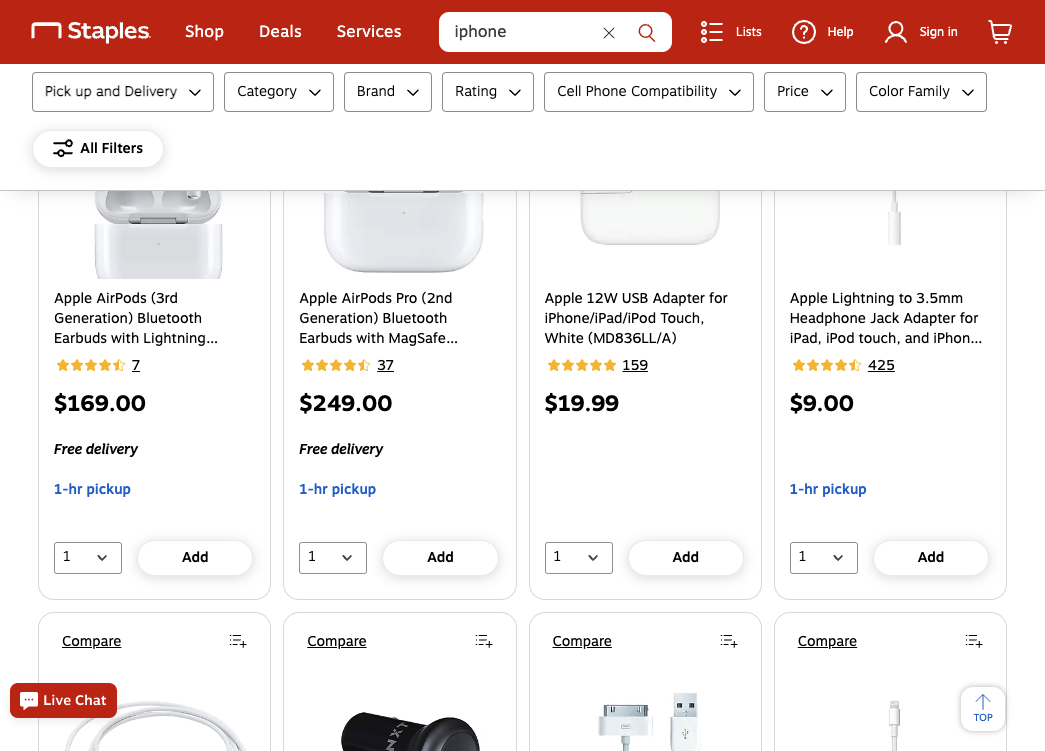 Staples
Shop
Deals
Services
iphone
Lists
Help
Sign in
Pick up and Delivery
Category
Brand
Rating
Cell Phone Compatibility
Price
Color Family
All Filters
Apple AirPods (3rd
Generation) Bluetooth
Earbuds with Lightning...
7
$169.00
Free delivery
1-hr pickup
1
Add
Apple AirPods Pro (2nd
Generation) Bluetooth
Earbuds with MagSafe...
37
$249.00
Free delivery
1-hr pickup
1
Add
Apple 12W USB Adapter for
iPhone/iPad/iPod Touch,
White (MD836LL/A)
159
$19.99
1
Add
Apple Lightning to 3.5mm
Headphone Jack Adapter for
iPad, iPod touch, and iPhon...
425
$9.00
1-hr pickup
1
Add
Compare
Compare
Compare
Compare
Live Chat
TOP